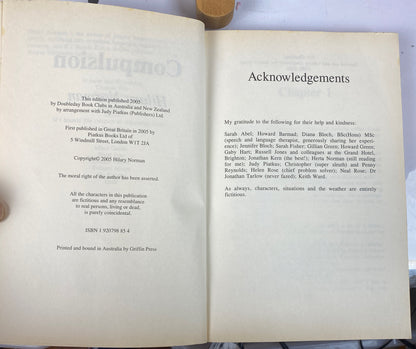 This edition published 2005
by Doubleday Book Clubs in Australia and New Zealand
by arrangement with Judy Piatkus (Publishers) Ltd.
First published in Great Britain in 2005 by
Piatkus Books Ltd of
5 Windmill Street, London W1T 2JA
Copyright© 2005 Hilary Norman
The moral right of the author has been asserted.
All the characters in this publication
are fictitious and any resemblance
to real persons, living or dead,
is purely coincidental.
ISBN 1 920798 85 4
Printed and bound in Australia by Griffin Press
Acknowledgements
My gratitude to the following for their help and kindness:
Sarah Abel; Howard Barmad; Diana Bloch, BSc(Hons) MSc
(speech and language therapist, generously sharing her experi-
ence); Jennifer Bloch; Sarah Fisher; Gillian Green; Howard Green;
Gaby Hart; Russell Jones and colleagues at the Grand Hotel,
Brighton; Jonathan Kern (the best!); Herta Norman (still reading
for me); Judy Piatkus; Christopher (super sleuth) and Penny
Reynolds; Helen Rose (chief problem solver); Neal Rose; Dr
Jonathan Tarlow (never fazed); Keith Ward.
As always, characters, situations and the weather are entirely
fictitious.
Compulsion